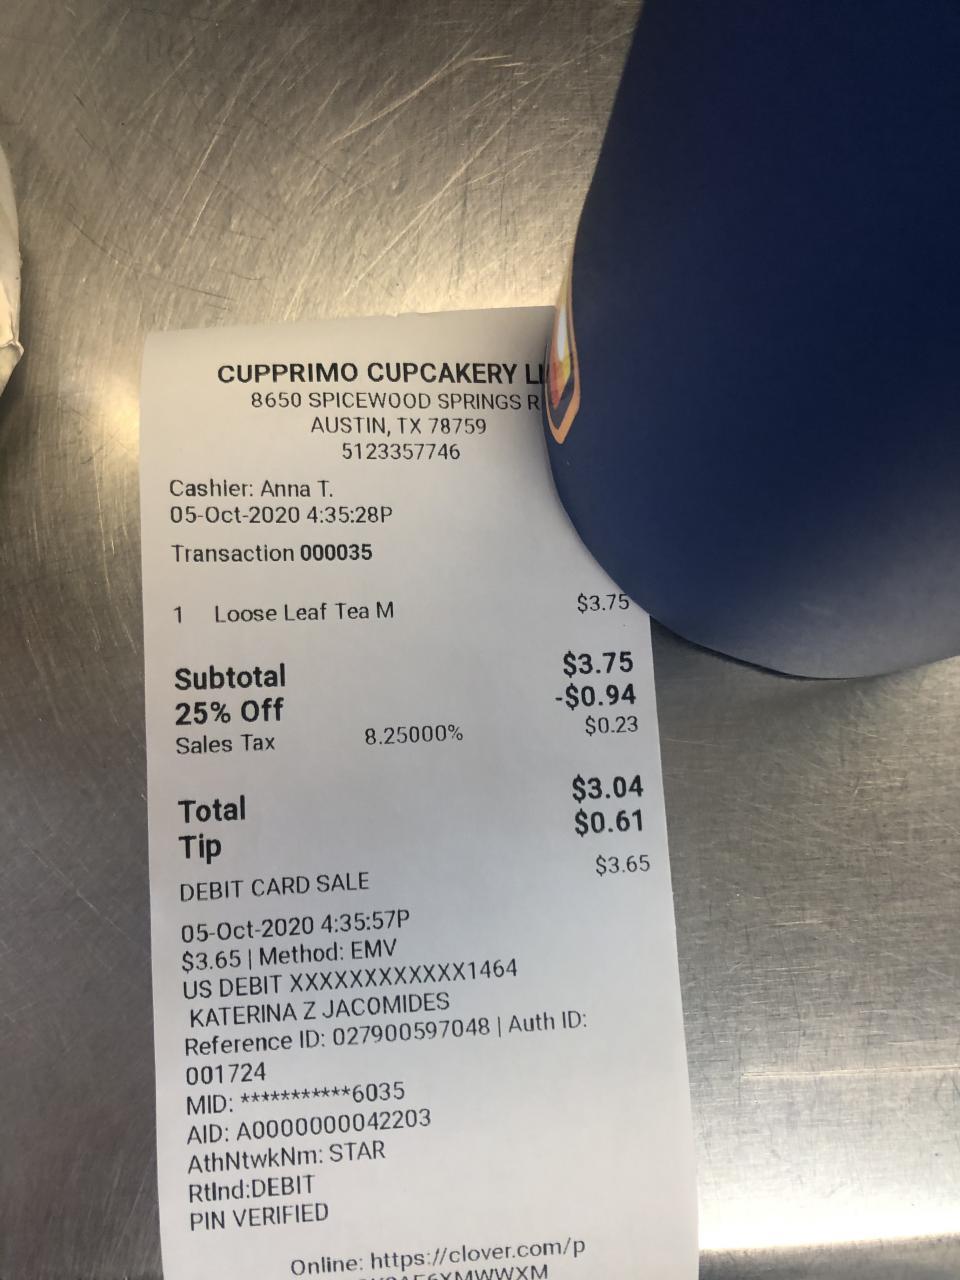 CUPPRIMO CUPCAKERY
8650 SPICEWOOD SPRINGS
AUSTIN, TX 78759
5123357746
Cashier: Anna T.
05-Oct-2020 4:35:28P
Transaction 000035
1 Loose Leaf Tea M $3.75
Subtotal $3.75
25% Off -$0.94
Sales Tax 8.25000% $0.23
Total $3.04
Tip $0.61
DEBIT CARD SALE $3.65
05-Oct-2020 4:35:57P
$3.65 | Method: EMV
US DEBIT XXXXXXXXXXXX1464
KATERINA Z JACOMIDES
Reference ID: 027900597048 | Auth ID:
001724
MID: ***********6035
AID: A0000000042203
AthNtwkNm: STAR
RtInd:DEBIT
PIN VERIFIED
Online: https://clover.com/p